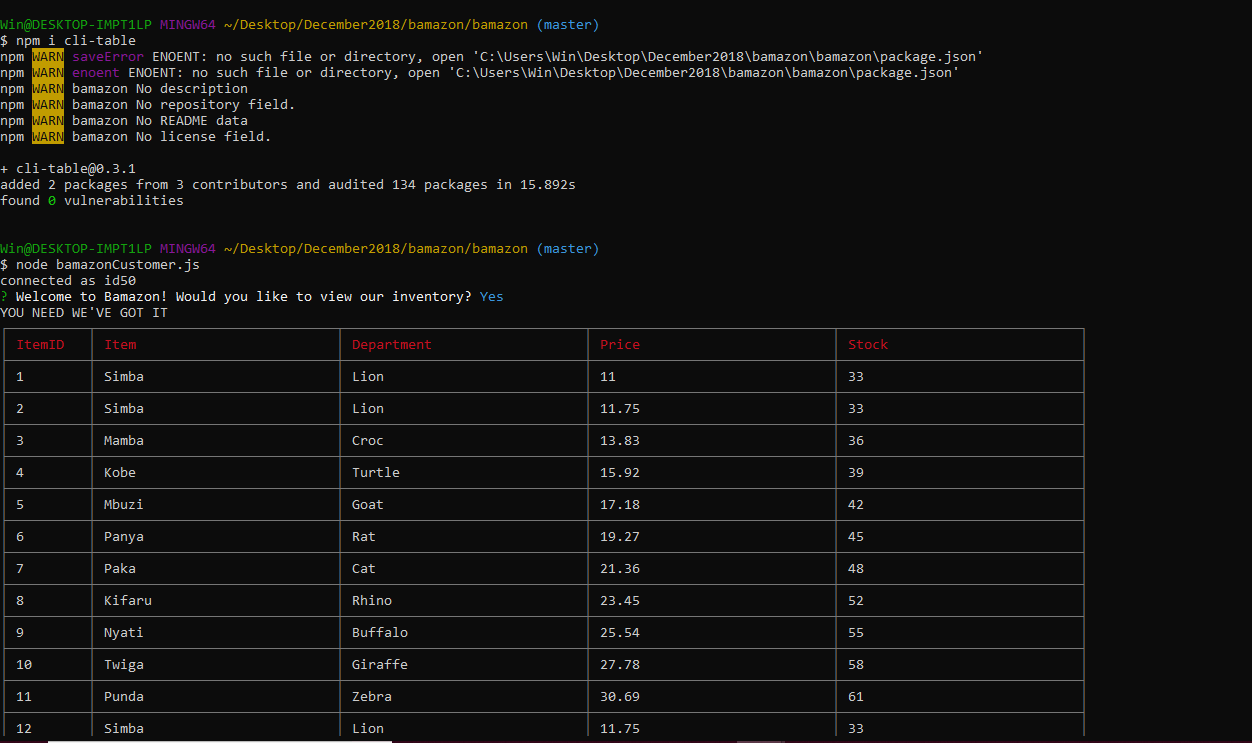 Win@DESKTOP-IMPT1LP MINGW64 ~/Desktop/December2018/bamazon/bamazon (master)
$ npm i cli-table
npm WARN saveError ENOENT: no such file or directory, open 'C:\Users\Win\Desktop\December2018\bamazon\bamazon\package.json'
npm WARN enoent ENOENT: no such file or directory, open 'C:\Users\Win\Desktop\December2018\bamazon\bamazon\package.json'
npm WARN bamazon No description
npm WARN bamazon No repository field.
npm WARN bamazon No README data
npm WARN bamazon No license field.
+ cli-table@0.3.1
added 2 packages from 3 contributors and audited 134 packages in 15.892s
found 0 vulnerabilities
Win@DESKTOP-IMPT1LP MINGW64 ~/Desktop/December2018/bamazon/bamazon (master)
$ node bamazonCustomer.js
connected as id50
? Welcome to Bamazon! Would you like to view our inventory? Yes
YOU NEED WE'VE GOT IT
ItemID Item Department Price Stock
1 Simba Lion 11 33
2 Simba Lion 11.75 33
3 Mamba Croc 13.83 36
4 Kobe Turtle 15.92 39
5 Mbuzi Goat 17.18 42
6 Panya Rat 19.27 45
7 Paka Cat 21.36 48
8 Kifaru Rhino 23.45 52
9 Nyati Buffalo 25.54 55
10 Twiga Giraffe 27.78 58
11 Punda Zebra 30.69 61
12 Simba Lion 11.75 33